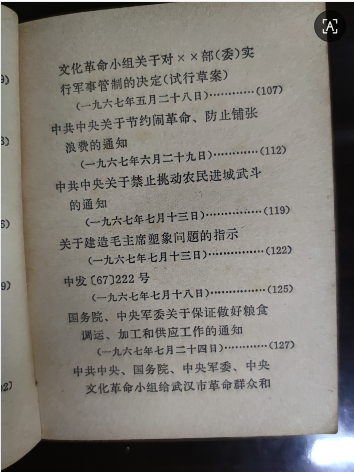 文化革命小组关于对××部(委)实
行军事管制的决定(试行草案)
(一九六七年五月二十八日)············(107)
中共中央关于节约闹革命、防止铺张
浪费的通知
(一九六七年六月二十九日)············(112)
中共中央关于禁止挑动农民进城武斗
的通知
(一九六七年七月十三日)··············(119)
关于建造毛主席塑象问题的指示
(一九六七年七月十三日)··············(122)
中发〔67〕222号
(一九六七年七月十八日)··············(125)
国务院、中央军委关于保证做好粮食
调运、加工和供应工作的通知
(一九六七年七月二十四日)············(127)
中共中央、国务院、中央军委、中央
文化革命小组给武汉市革命群众和